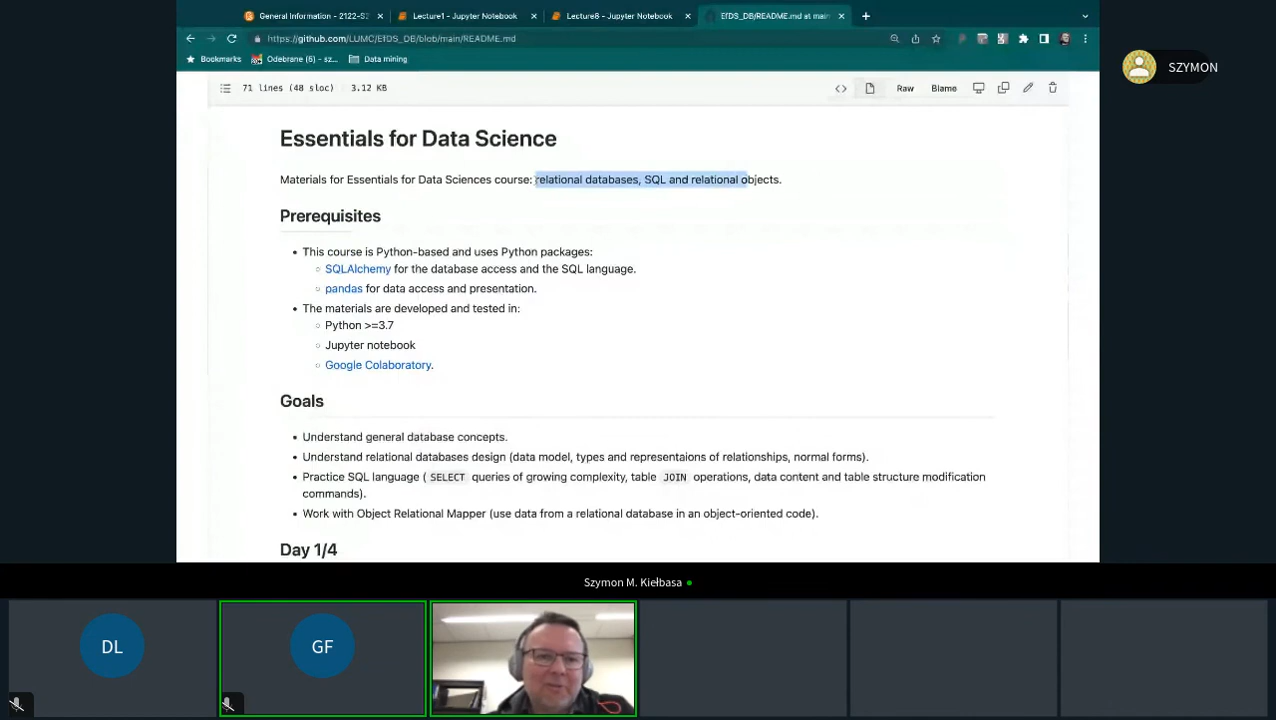 General Information - 2122-S2
Lecture1 - Jupyter Notebook
Lecture8 - Jupyter Notebook
EfDS_DB/README.md at main
https://github.com/LUMC/EfDS_DB/blob/main/README.md
Bookmarks
Odebrane (6) - sz...
Data mining
SZYMON
71 lines (48 sloc)
3.12 KB
Raw
Blame
Essentials for Data Science
Materials for Essentials for Data Sciences course: relational databases, SQL and relational objects.
Prerequisites
This course is Python-based and uses Python packages:
SQLAlchemy for the database access and the SQL language.
pandas for data access and presentation.
The materials are developed and tested in:
Python >=3.7
Jupyter notebook
Google Colaboratory.
Goals
Understand general database concepts.
Understand relational databases design (data model, types and representaions of relationships, normal forms).
Practice SQL language ( SELECT queries of growing complexity, table JOIN operations, data content and table structure modification
commands).
Work with Object Relational Mapper (use data from a relational database in an object-oriented code).
Day 1/4
Szymon M. Kiełbasa
DL
GF